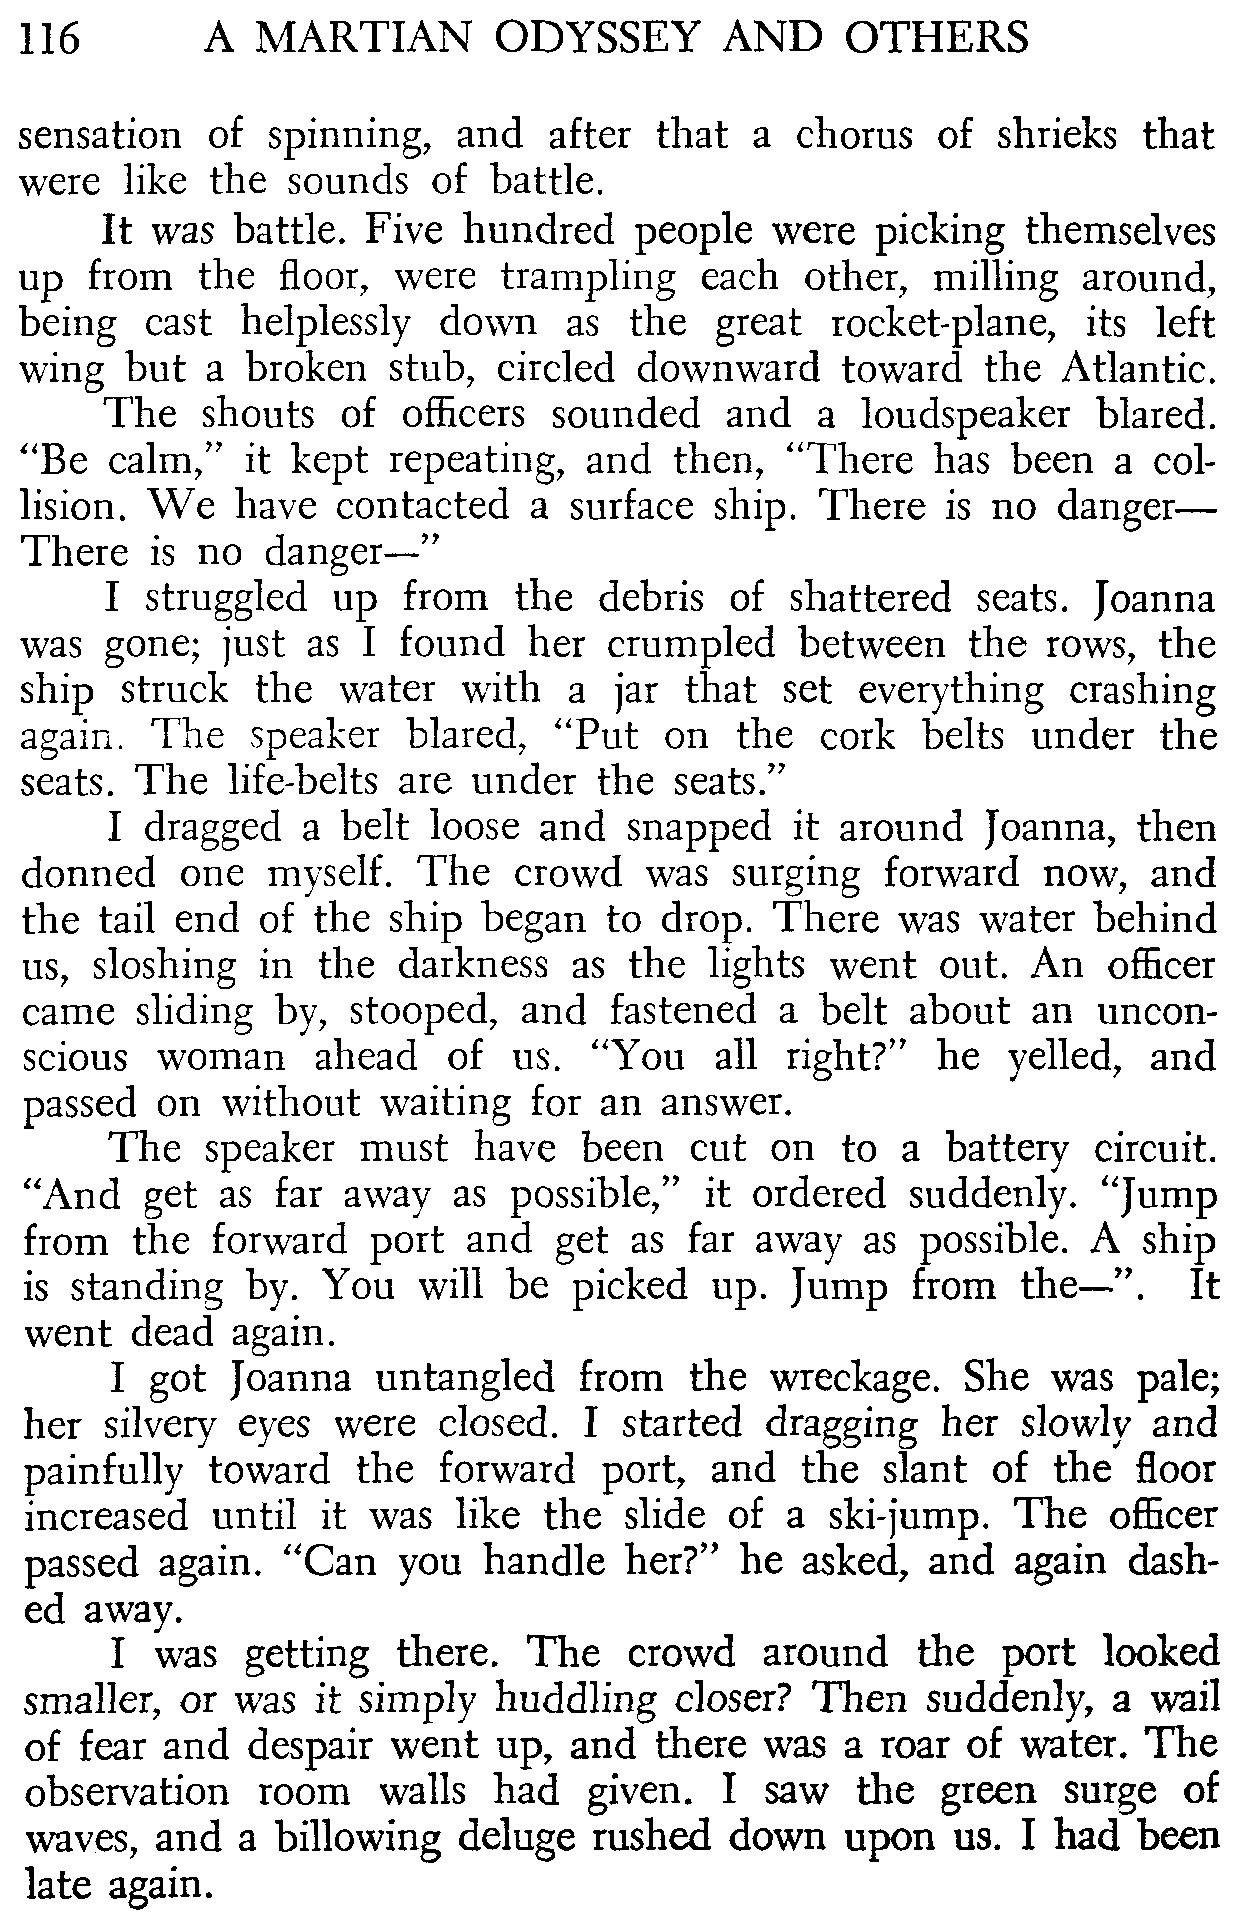 116 A MARTIAN ODYSSEY AND OTHERS
sensation of spinning, and after that a chorus of shrieks that
were like the sounds of battle.
It was battle. Five hundred people were picking themselves
up from the floor, were trampling each other, milling around,
being cast helplessly down as the great rocket-plane, its left
wing but a broken stub, circled downward toward the Atlantic.
The shouts of officers sounded and a loudspeaker blared.
“Be calm,” it kept repeating, and then, “There has been a col-
lision. We have contacted a surface ship. There is no danger—
There is no danger—”
I struggled up from the debris of shattered seats. Joanna
was gone; just as I found her crumpled between the rows, the
ship struck the water with a jar that set everything crashing
again. The speaker blared, “Put on the cork belts under the
seats. The life-belts are under the seats.”
I dragged a belt loose and snapped it around Joanna, then
donned one myself. The crowd was surging forward now, and
the tail end of the ship began to drop. There was water behind
us, sloshing in the darkness as the lights went out. An officer
came sliding by, stooped, and fastened a belt about an uncon-
scious woman ahead of us. “You all right?” he yelled, and
passed on without waiting for an answer.
The speaker must have been cut on to a battery circuit.
“And get as far away as possible,” it ordered suddenly. “Jump
from the forward port and get as far away as possible. A ship
is standing by. You will be picked up. Jump from the—”. It
went dead again.
I got Joanna untangled from the wreckage. She was pale;
her silvery eyes were closed. I started dragging her slowly and
painfully toward the forward port, and the slant of the floor
increased until it was like the slide of a ski-jump. The officer
passed again. “Can you handle her?” he asked, and again dash-
ed away.
I was getting there. The crowd around the port looked
smaller, or was it simply huddling closer? Then suddenly, a wail
of fear and despair went up, and there was a roar of water. The
observation room walls had given. I saw the green surge of
waves, and a billowing deluge rushed down upon us. I had been
late again.